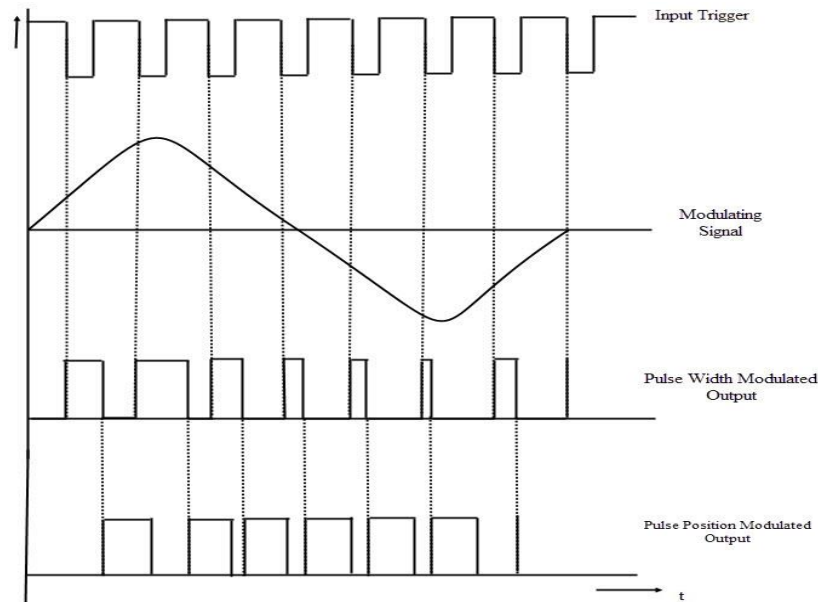 Input Trigger
Modulating
Signal
Pulse Width Modulated
Output
Pulse Position Modulated
Output
t